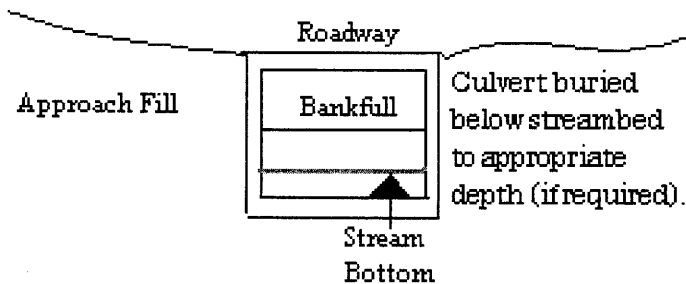 Roadway
Approach Fill
Bankfull
Culvert buried
below streambed
to appropriate
depth (if required).
Stream
Bottom